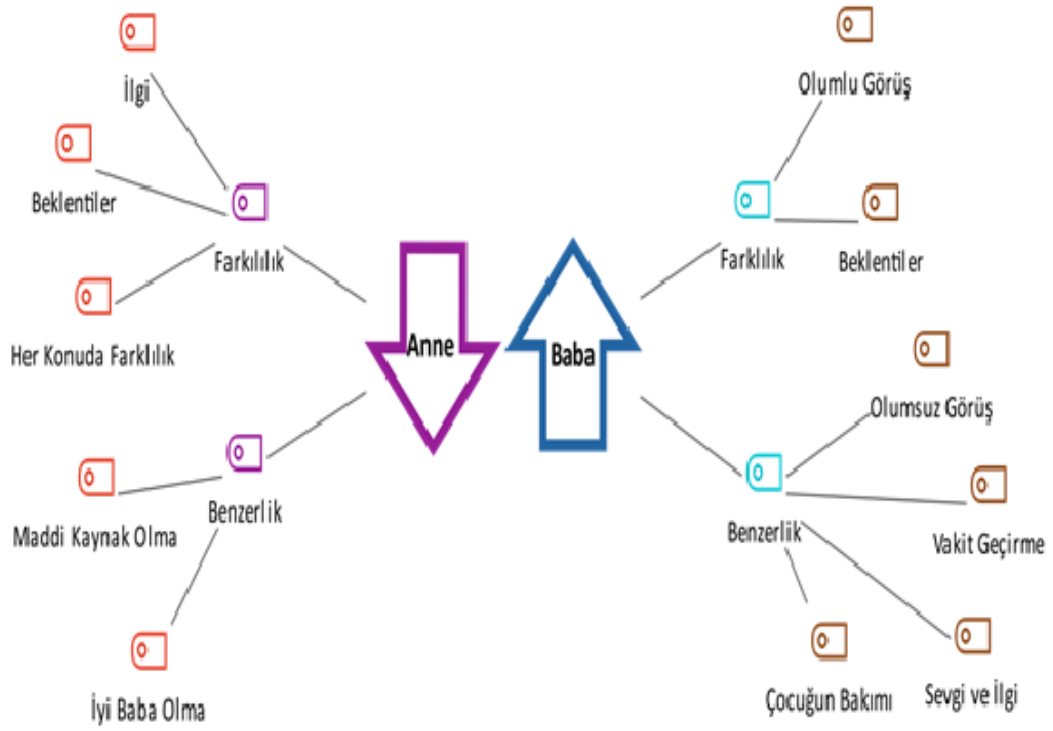 İlgi
Beklentiler
Farklılık
Her Konuda Farklılık
Anne
Maddi Kaynak Olma
Benzerlik
İyi Baba Olma
Olumlu Görüş
Farklılık
Beklentiler
Baba
Olumsuz Görüş
Benzerlik
Vakit Geçirme
Çocuğun Bakımı
Sevgi ve İlgi